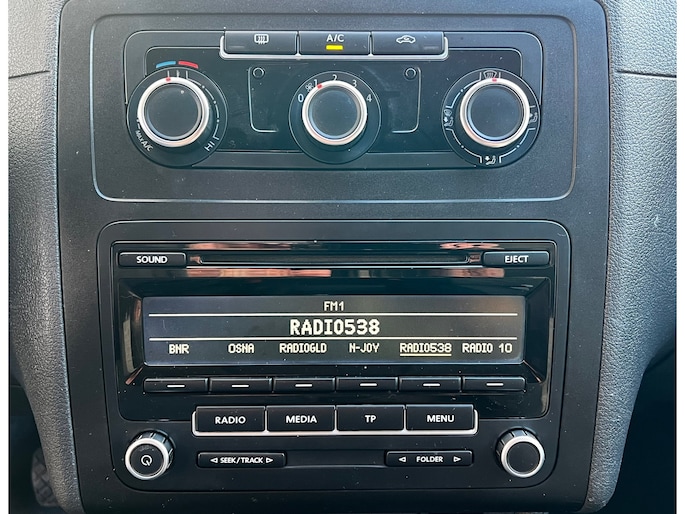 A/C
0 1 2 3 4
MAX A/C
HI
SOUND
EJECT
FM1
RADIO538
BNR OSNA RADIOGLD N-JOY RADIO538 RADIO 10
RADIO MEDIA TP MENU
SEEK/TRACK
FOLDER